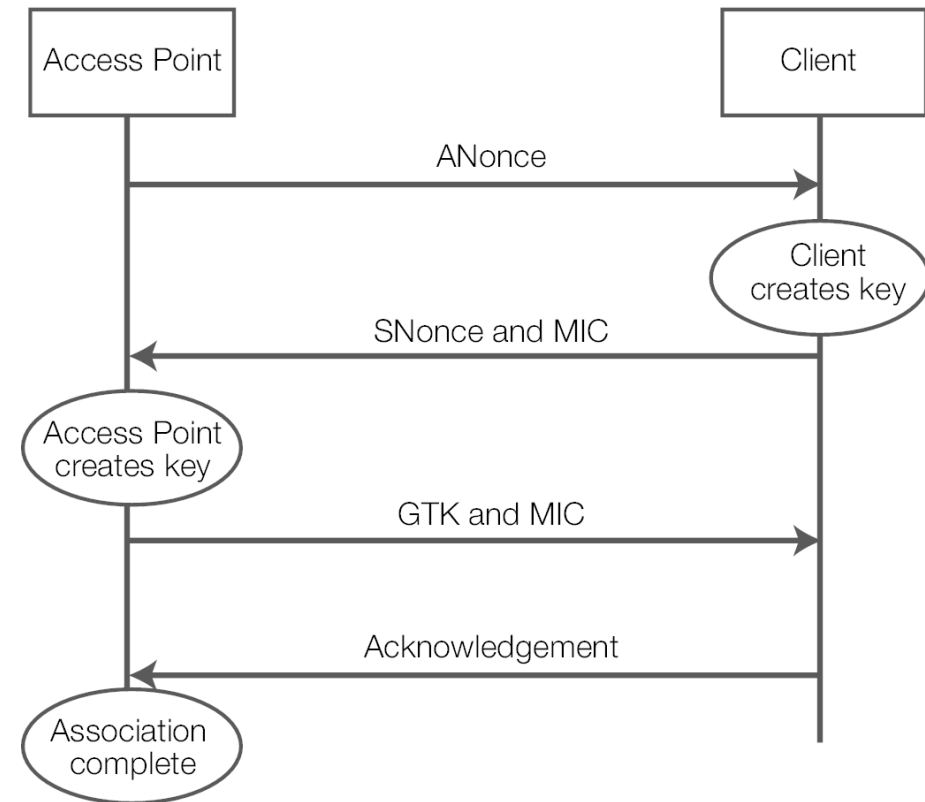 Access Point
Client
ANonce
Client
creates key
SNonce and MIC
Access Point
creates key
GTK and MIC
Acknowledgement
Association
complete